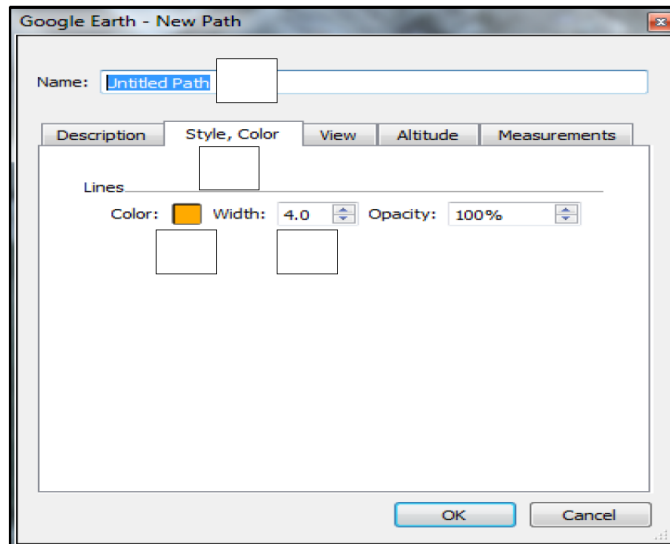 Google Earth - New Path
Name: Untitled Path
Description Style, Color View Altitude Measurements
Lines
Color: Width: 4.0 Opacity: 100%
OK Cancel